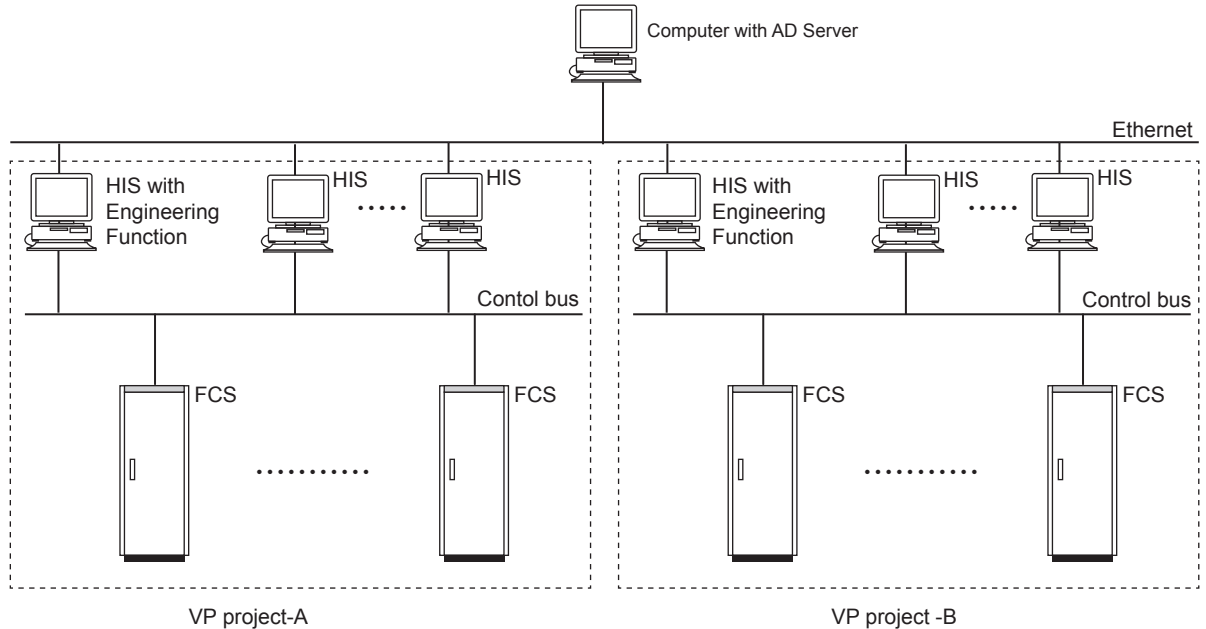 Computer with AD Server
Ethernet
HIS with
Engineering
Function
HIS
HIS
HIS with
Engineering
Function
HIS
HIS
Contol bus
Control bus
FCS
FCS
FCS
FCS
VP project-A
VP project -B